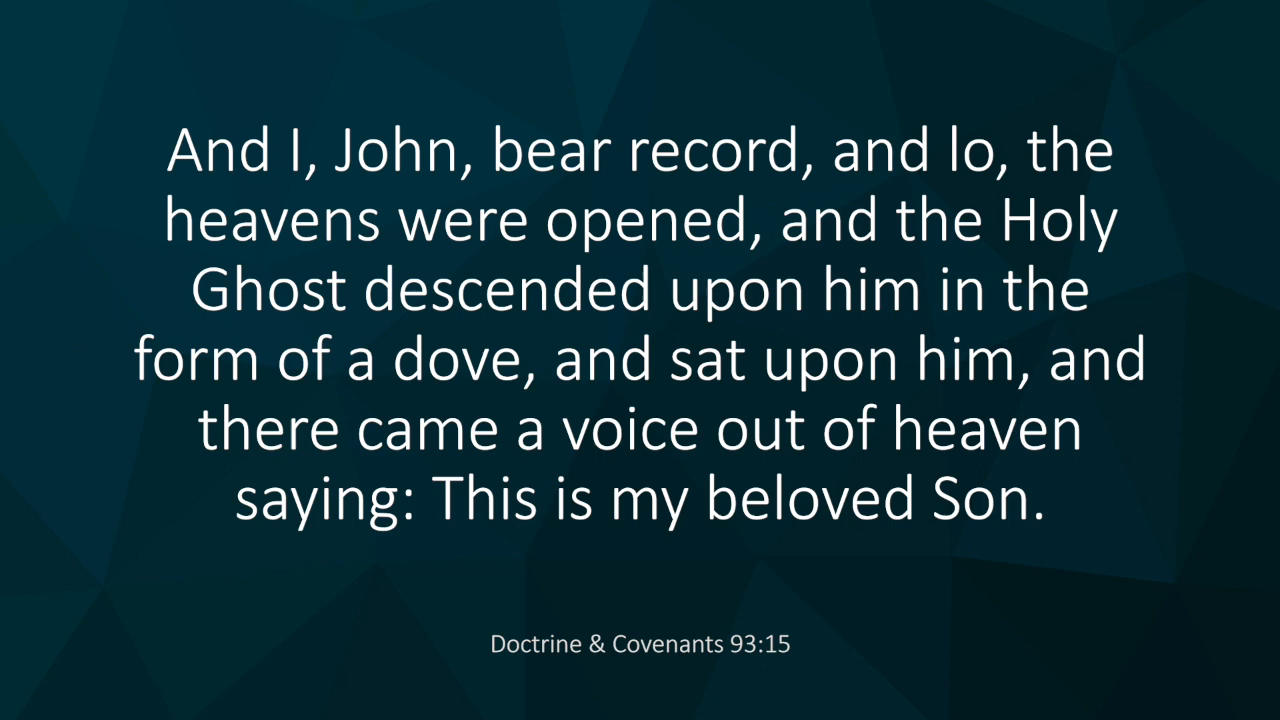 And I, John, bear record, and lo, the
heavens were opened, and the Holy
Ghost descended upon him in the
form of a dove, and sat upon him, and
there came a voice out of heaven
saying: This is my beloved Son.
Doctrine & Covenants 93:15